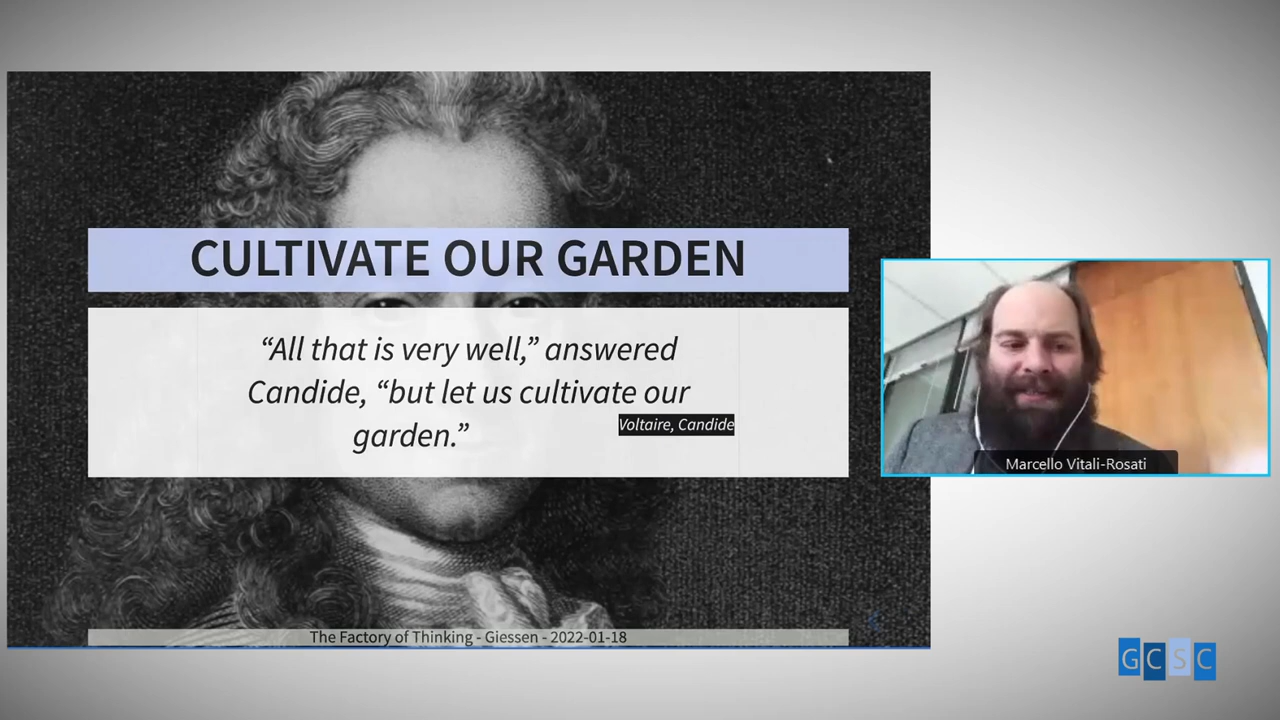 CULTIVATE OUR GARDEN
“All that is very well,” answered
Candide, “but let us cultivate our
garden.”
Voltaire, Candide
The Factory of Thinking - Giessen - 2022-01-18
Marcello Vitali-Rosati
GCSC